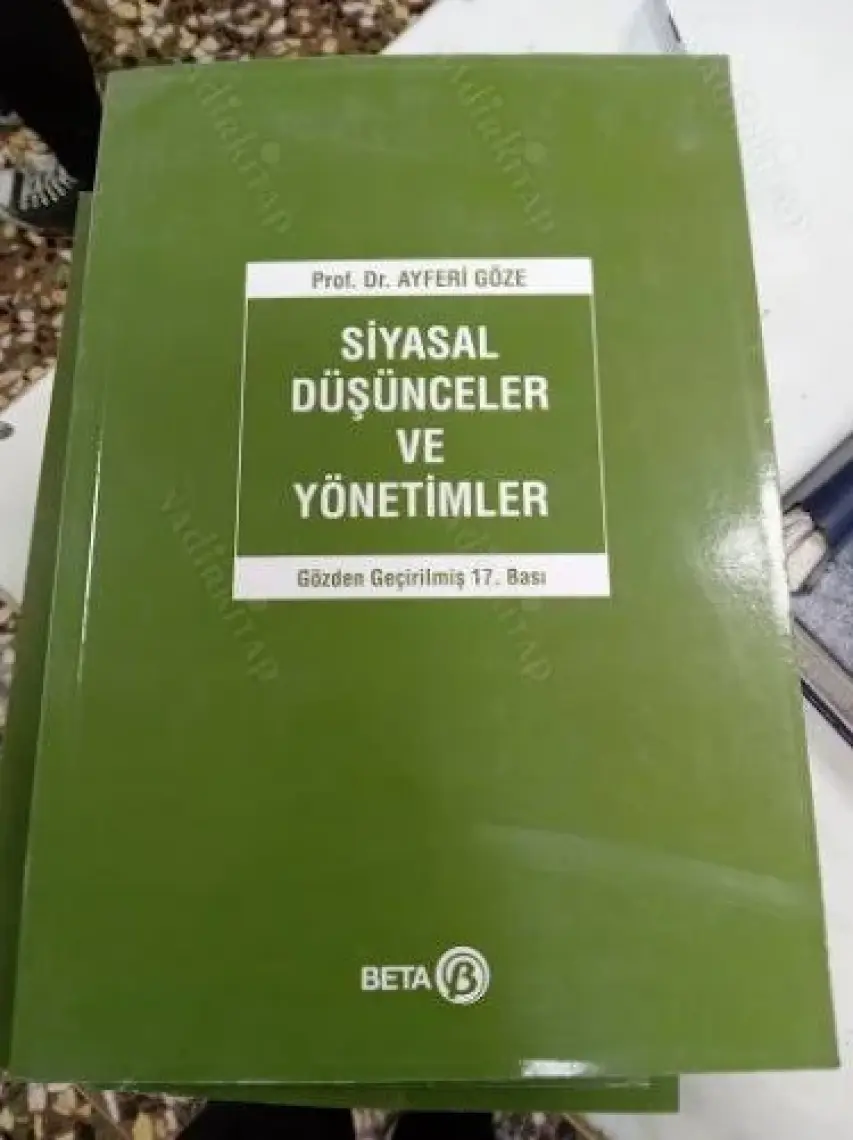 Prof. Dr. AYFERİ GÖZE
SİYASAL
DÜŞÜNCELER
VE
YÖNETİMLER
Gözden Geçirilmiş 17. Bası
BETA